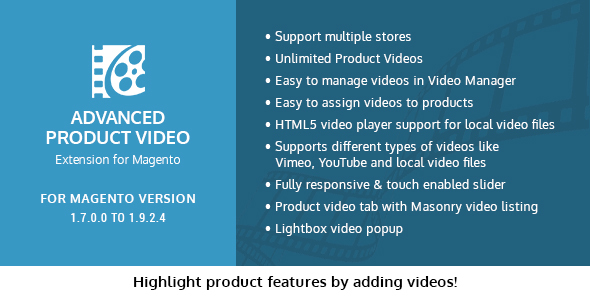 ADVANCED
PRODUCT VIDEO
Extension for Magento
FOR MAGENTO VERSION
1.7.0.0 TO 1.9.2.4
• Support multiple stores
• Unlimited Product Videos
• Easy to manage videos in Video Manager
• Easy to assign videos to products
• HTML5 video player support for local video files
• Supports different types of videos like
Vimeo, YouTube and local video files
• Fully responsive & touch enabled slider
• Product video tab with Masonry video listing
• Lightbox video popup
Highlight product features by adding videos!